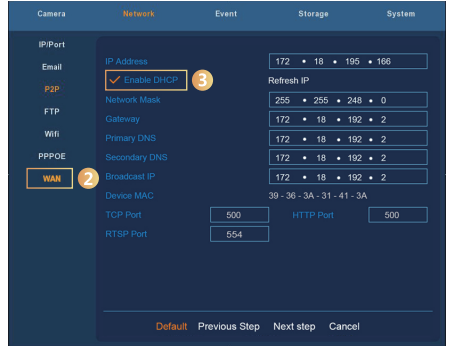 Camera Network Event Storage System
IP/Port
Email
P2P
FTP
Wifi
PPPOE
WAN 2
IP Address 172 • 18 • 195 • 166
✓ Enable DHCP 3 Refresh IP
Network Mask 255 • 255 • 248 • 0
Gateway 172 • 18 • 192 • 2
Primary DNS 172 • 18 • 192 • 2
Secondary DNS 172 • 18 • 192 • 2
Broadcast IP 172 • 18 • 192 • 2
Device MAC 39 - 36 - 3A - 31 - 41 - 3A
TCP Port 500 HTTP Port 500
RTSP Port 554
Default Previous Step Next step Cancel